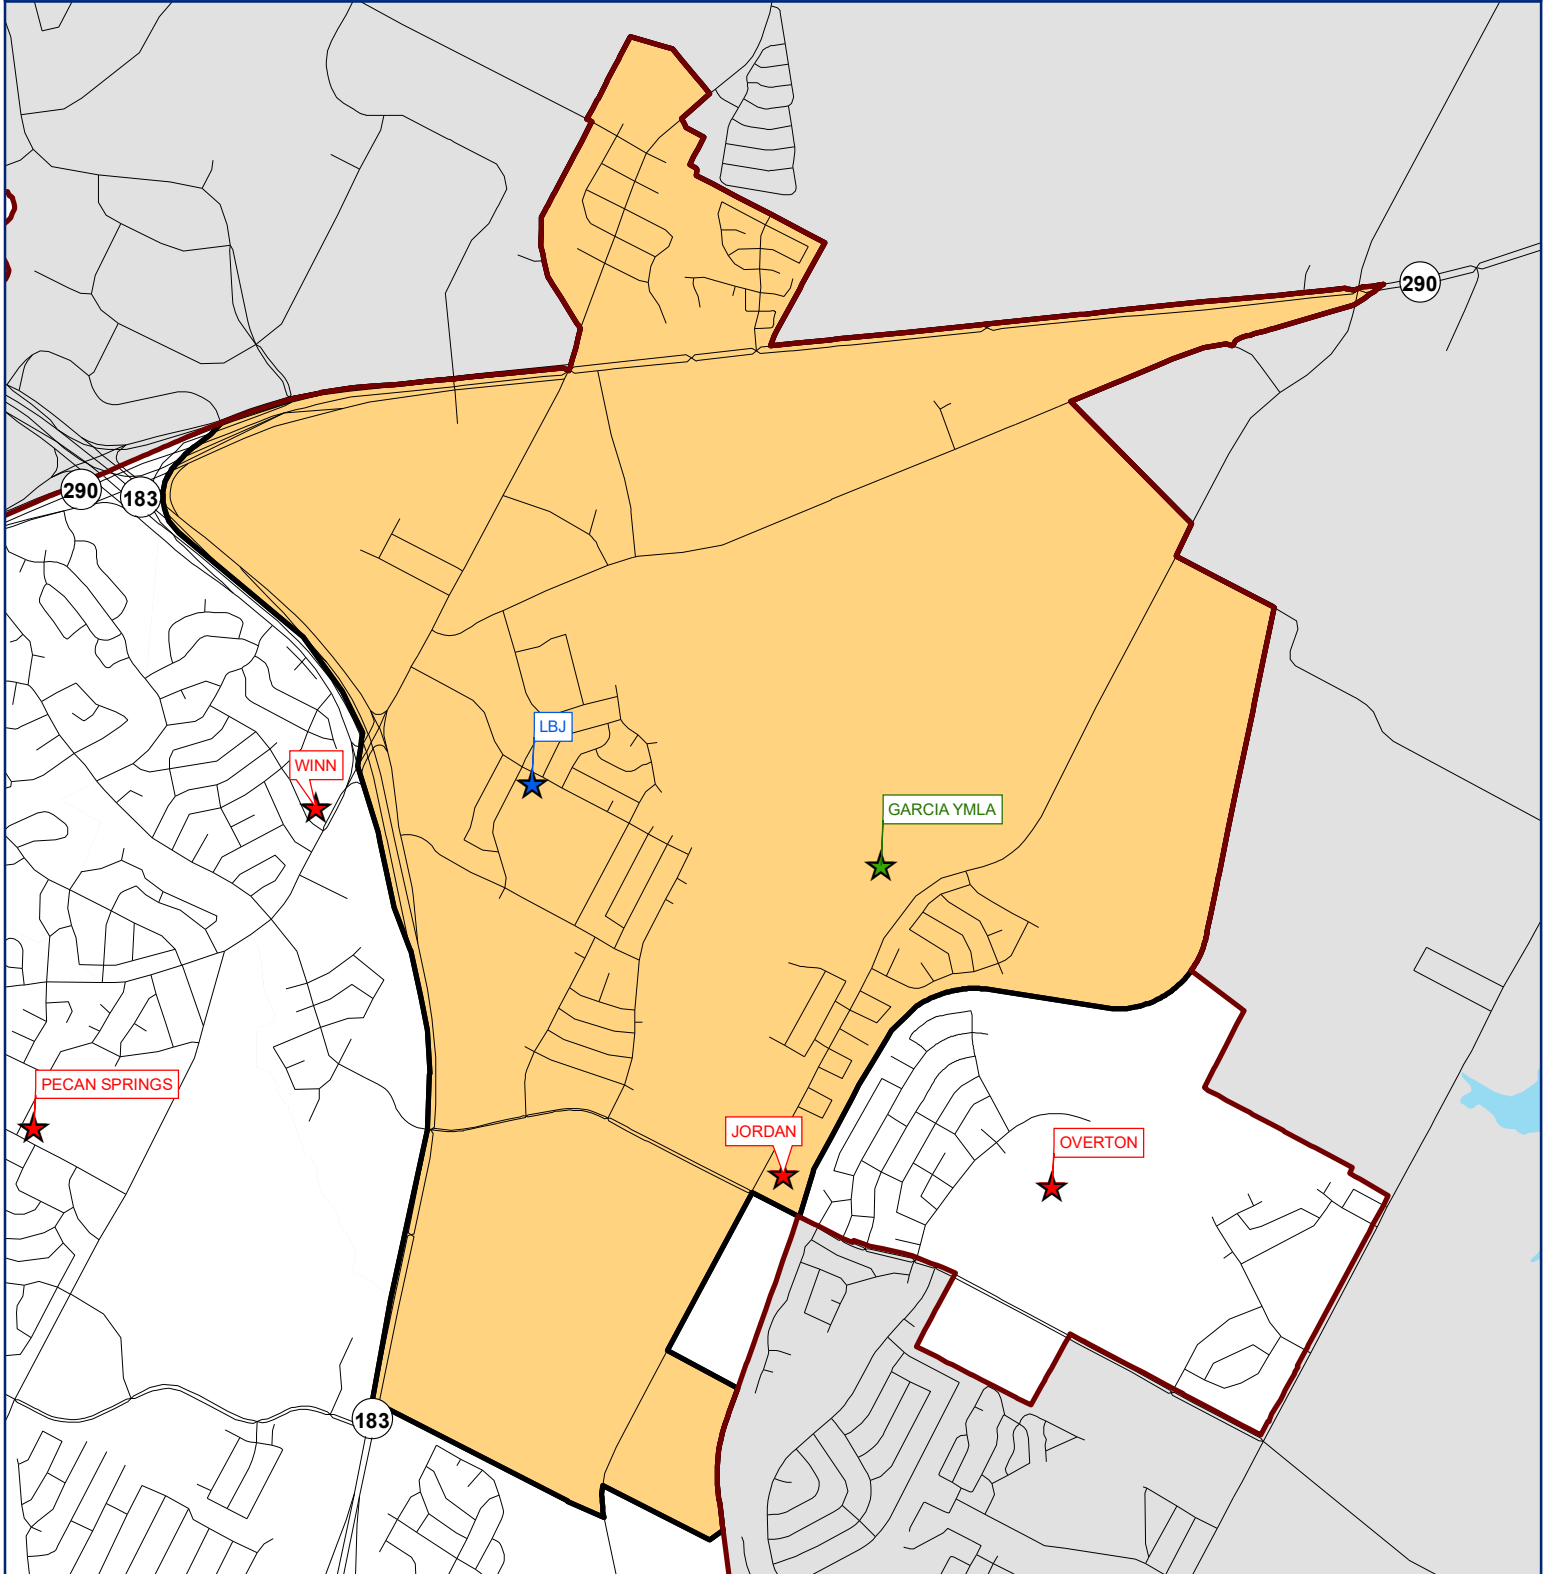 290
290
183
LBJ
WINN
GARCIA YMLA
PECAN SPRINGS
JORDAN
OVERTON
183